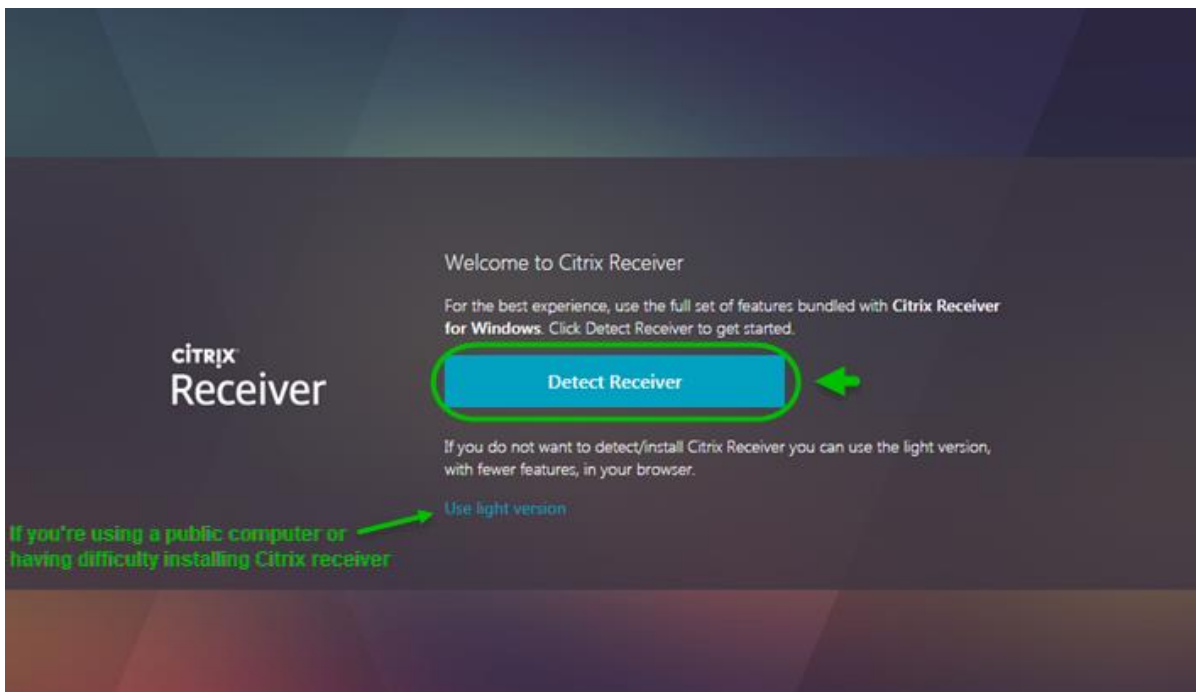 Welcome to Citrix Receiver
For the best experience, use the full set of features bundled with Citrix Receiver
for Windows. Click Detect Receiver to get started.
CİTRIX
Receiver
Detect Receiver
If you do not want to detect/install Citrix Receiver you can use the light version,
with fewer features, in your browser.
Use light version
If you're using a public computer or
having difficulty installing Citrix receiver